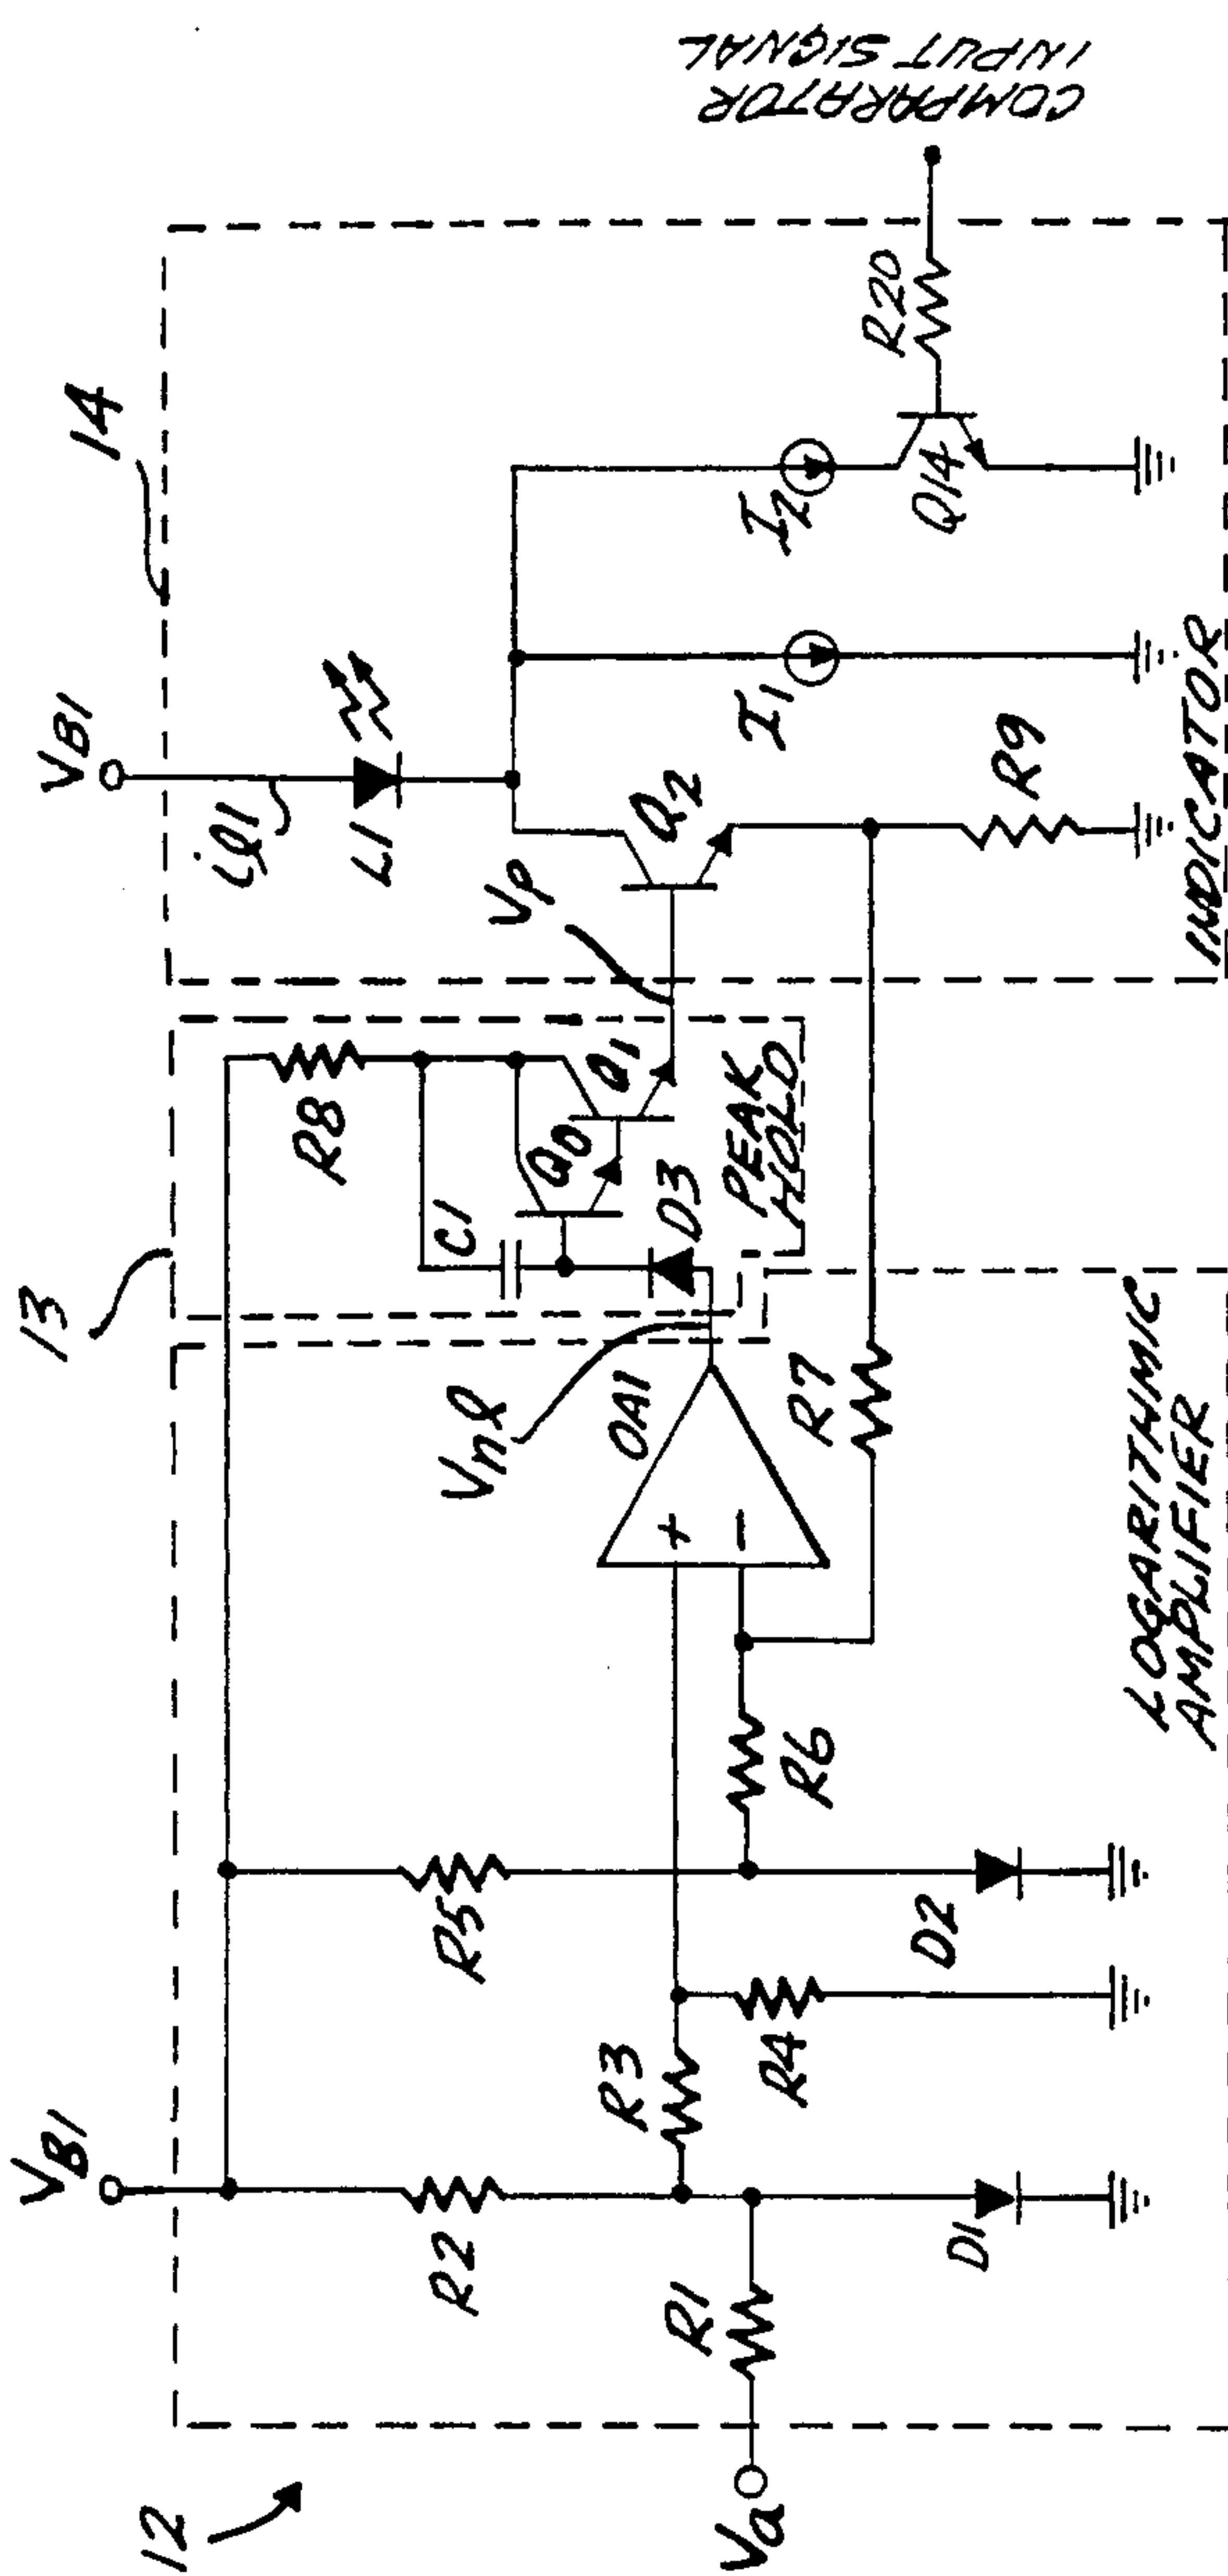 12
13
14
VB1
VB1
R8
il1
L1
C1
Q0
Q1
Vp
R2
R5
Vnl
OA1
D3
Q2
I1
I2
R20
COMPARATOR
INPUT SIGNAL
Va
R1
R3
+
−
PEAK
HOLD
R4
R6
R7
R9
Q14
D1
D2
LOGARITHMIC
AMPLIFIER
INDICATOR